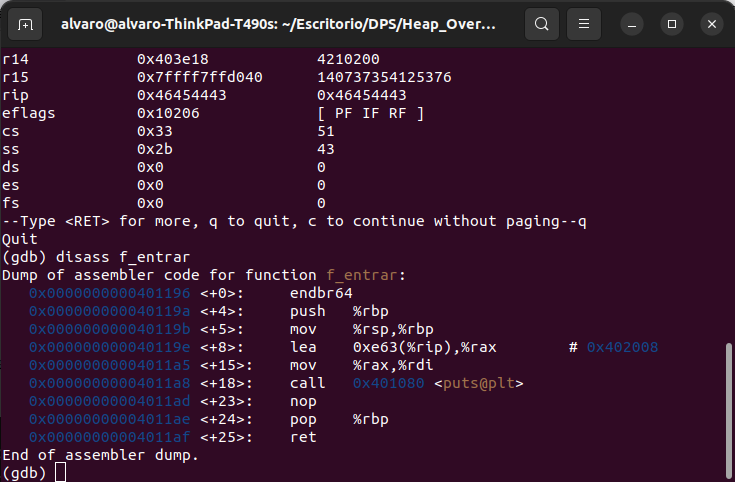 alvaro@alvaro-ThinkPad-T490s: ~/Escritorio/DPS/Heap_Over...
r14            0x403e18            4210200
r15            0x7ffff7ffd040      140737354125376
rip            0x46454443          0x46454443
eflags         0x10206             [ PF IF RF ]
cs             0x33                51
ss             0x2b                43
ds             0x0                 0
es             0x0                 0
fs             0x0                 0
--Type <RET> for more, q to quit, c to continue without paging--q
Quit
(gdb) disass f_entrar
Dump of assembler code for function f_entrar:
   0x0000000000401196 <+0>:     endbr64
   0x000000000040119a <+4>:     push   %rbp
   0x000000000040119b <+5>:     mov    %rsp,%rbp
   0x000000000040119e <+8>:     lea    0xe63(%rip),%rax        # 0x402008
   0x00000000004011a5 <+15>:    mov    %rax,%rdi
   0x00000000004011a8 <+18>:    call   0x401080 <puts@plt>
   0x00000000004011ad <+23>:    nop
   0x00000000004011ae <+24>:    pop    %rbp
   0x00000000004011af <+25>:    ret
End of assembler dump.
(gdb)